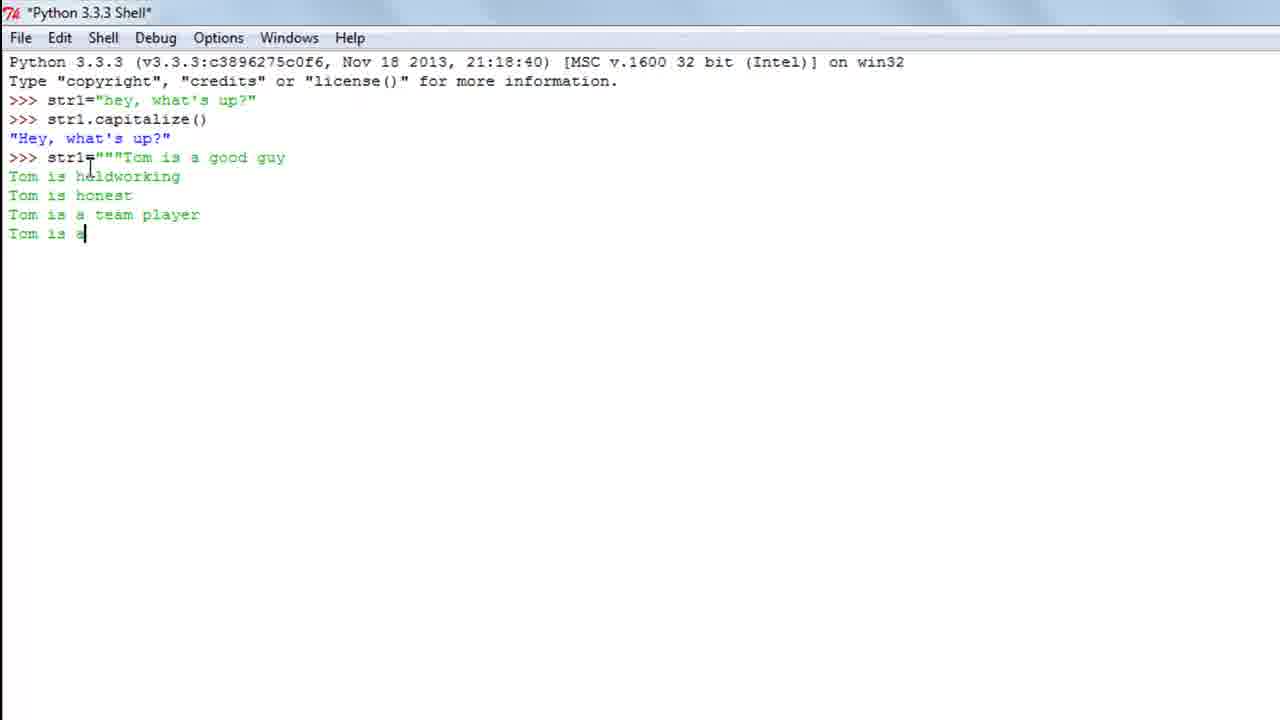 *Python 3.3.3 Shell*
File Edit Shell Debug Options Windows Help
Python 3.3.3 (v3.3.3:c3896275c0f6, Nov 18 2013, 21:18:40) [MSC v.1600 32 bit (Intel)] on win32
Type "copyright", "credits" or "license()" for more information.
>>> str1="hey, what's up?"
>>> str1.capitalize()
"Hey, what's up?"
>>> str1="""Tom is a good guy
Tom is haldworking
Tom is honest
Tom is a team player
Tom is a